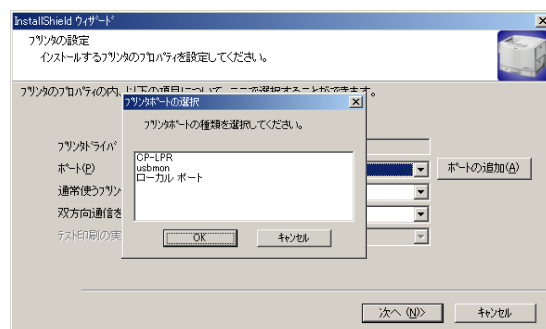 InstallShield ウィザード
プリンタの設定
インストールするプリンタのプロパティを設定してください。
プリンタのプロパティの内、以下の項目について、ここで選択することができます。
プリンタポートの選択
プリンタポートの種類を選択してください。
CP-LPR
usbmon
ローカル ポート
OK
キャンセル
プリンタドライバ
ポート(P)
ポートの追加(A)
通常使うプリン
双方向通信を
テスト印刷の実
次へ (N)>
キャンセル